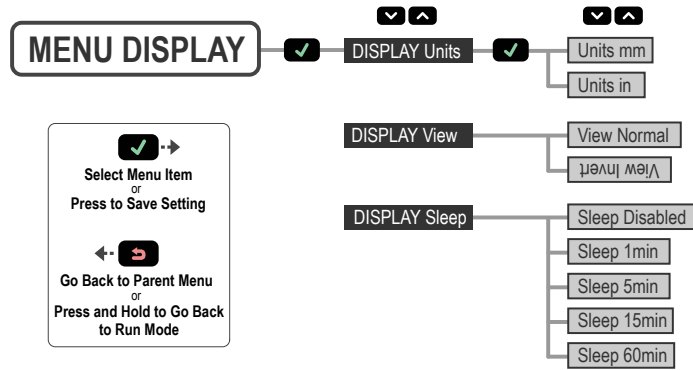 MENU DISPLAY
DISPLAY Units
Units mm
Units in
DISPLAY View
View Normal
View Invert
DISPLAY Sleep
Sleep Disabled
Sleep 1min
Sleep 5min
Sleep 15min
Sleep 60min
Select Menu Item
or
Press to Save Setting
Go Back to Parent Menu
or
Press and Hold to Go Back
to Run Mode